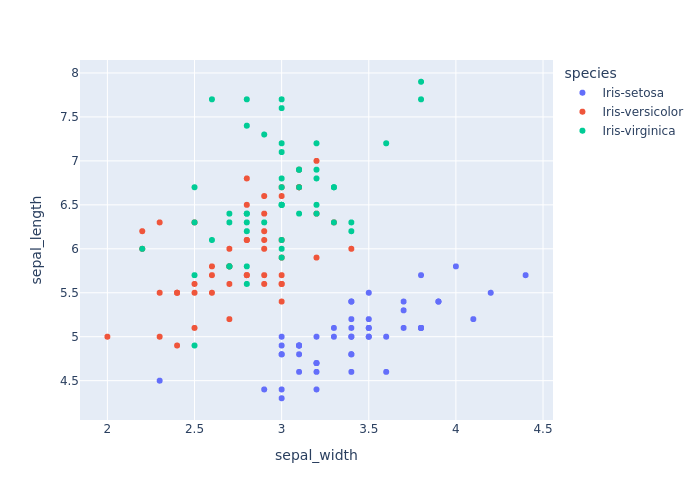 species
Iris-setosa
Iris-versicolor
Iris-virginica
8
7.5
7
6.5
6
5.5
5
4.5
sepal_length
2 2.5 3 3.5 4 4.5
sepal_width